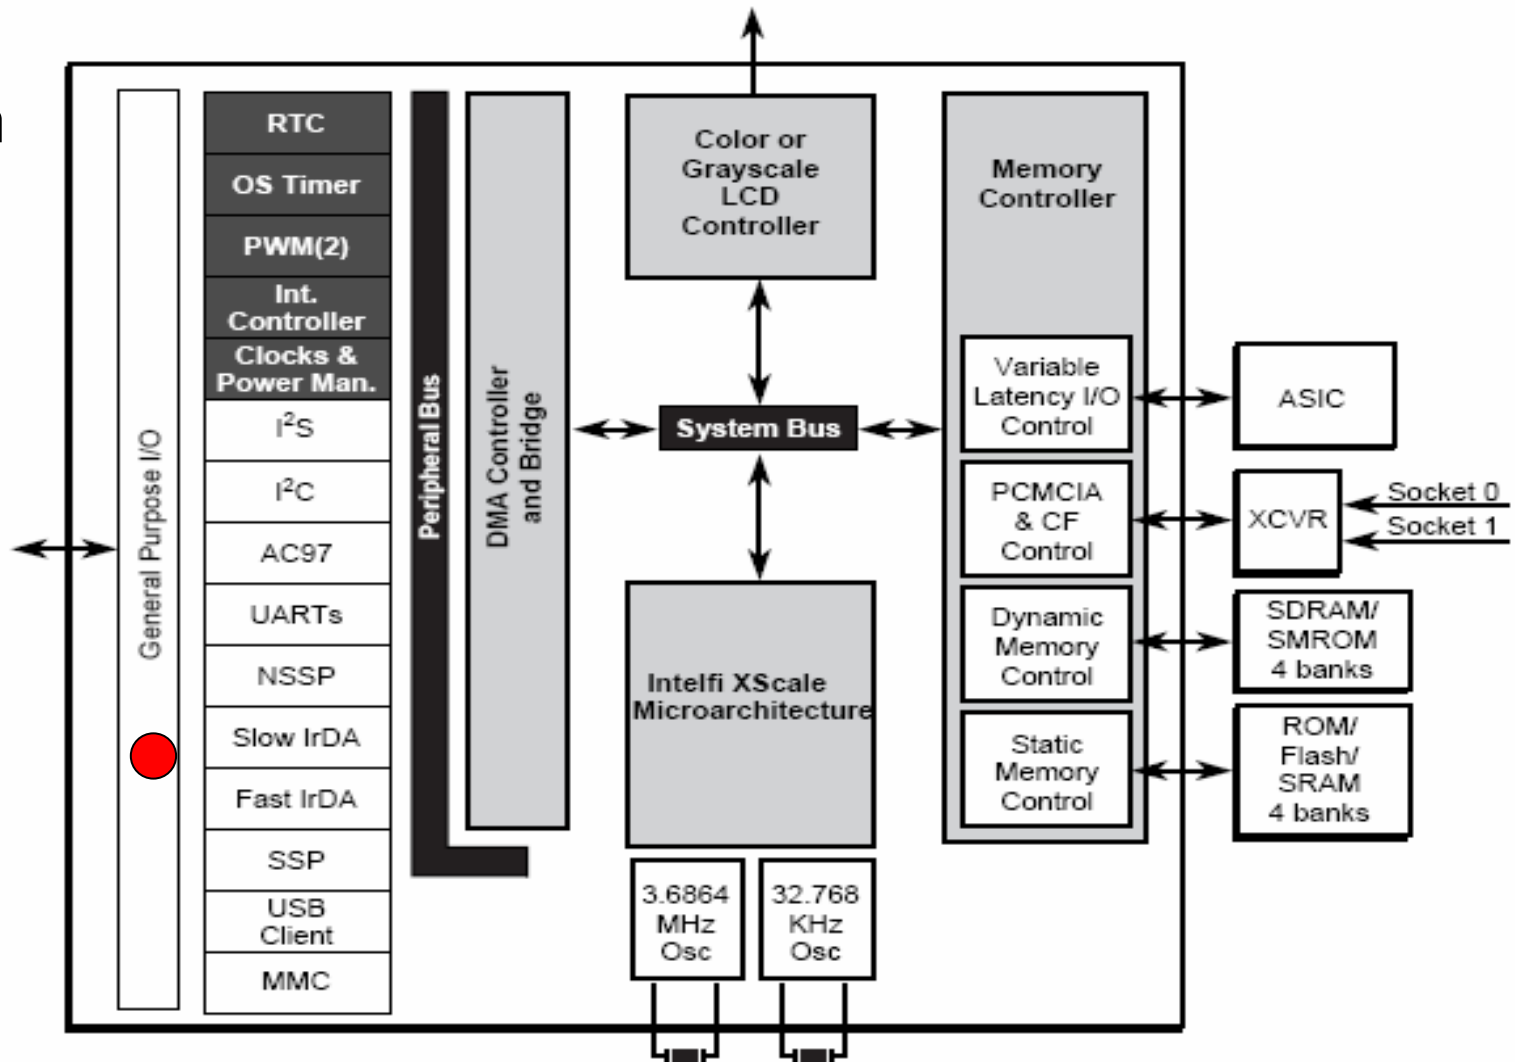 General Purpose I/O
RTC
OS Timer
PWM(2)
Int.
Controller
Clocks &
Power Man.
I²S
I²C
AC97
UARTs
NSSP
Slow IrDA
Fast IrDA
SSP
USB
Client
MMC
Peripheral Bus
DMA Controller
and Bridge
Color or
Grayscale
LCD
Controller
System Bus
Intelfi XScale
Microarchitecture
3.6864
MHz
Osc
32.768
KHz
Osc
Memory
Controller
Variable
Latency I/O
Control
PCMCIA
& CF
Control
Dynamic
Memory
Control
Static
Memory
Control
ASIC
XCVR
Socket 0
Socket 1
SDRAM/
SMROM
4 banks
ROM/
Flash/
SRAM
4 banks